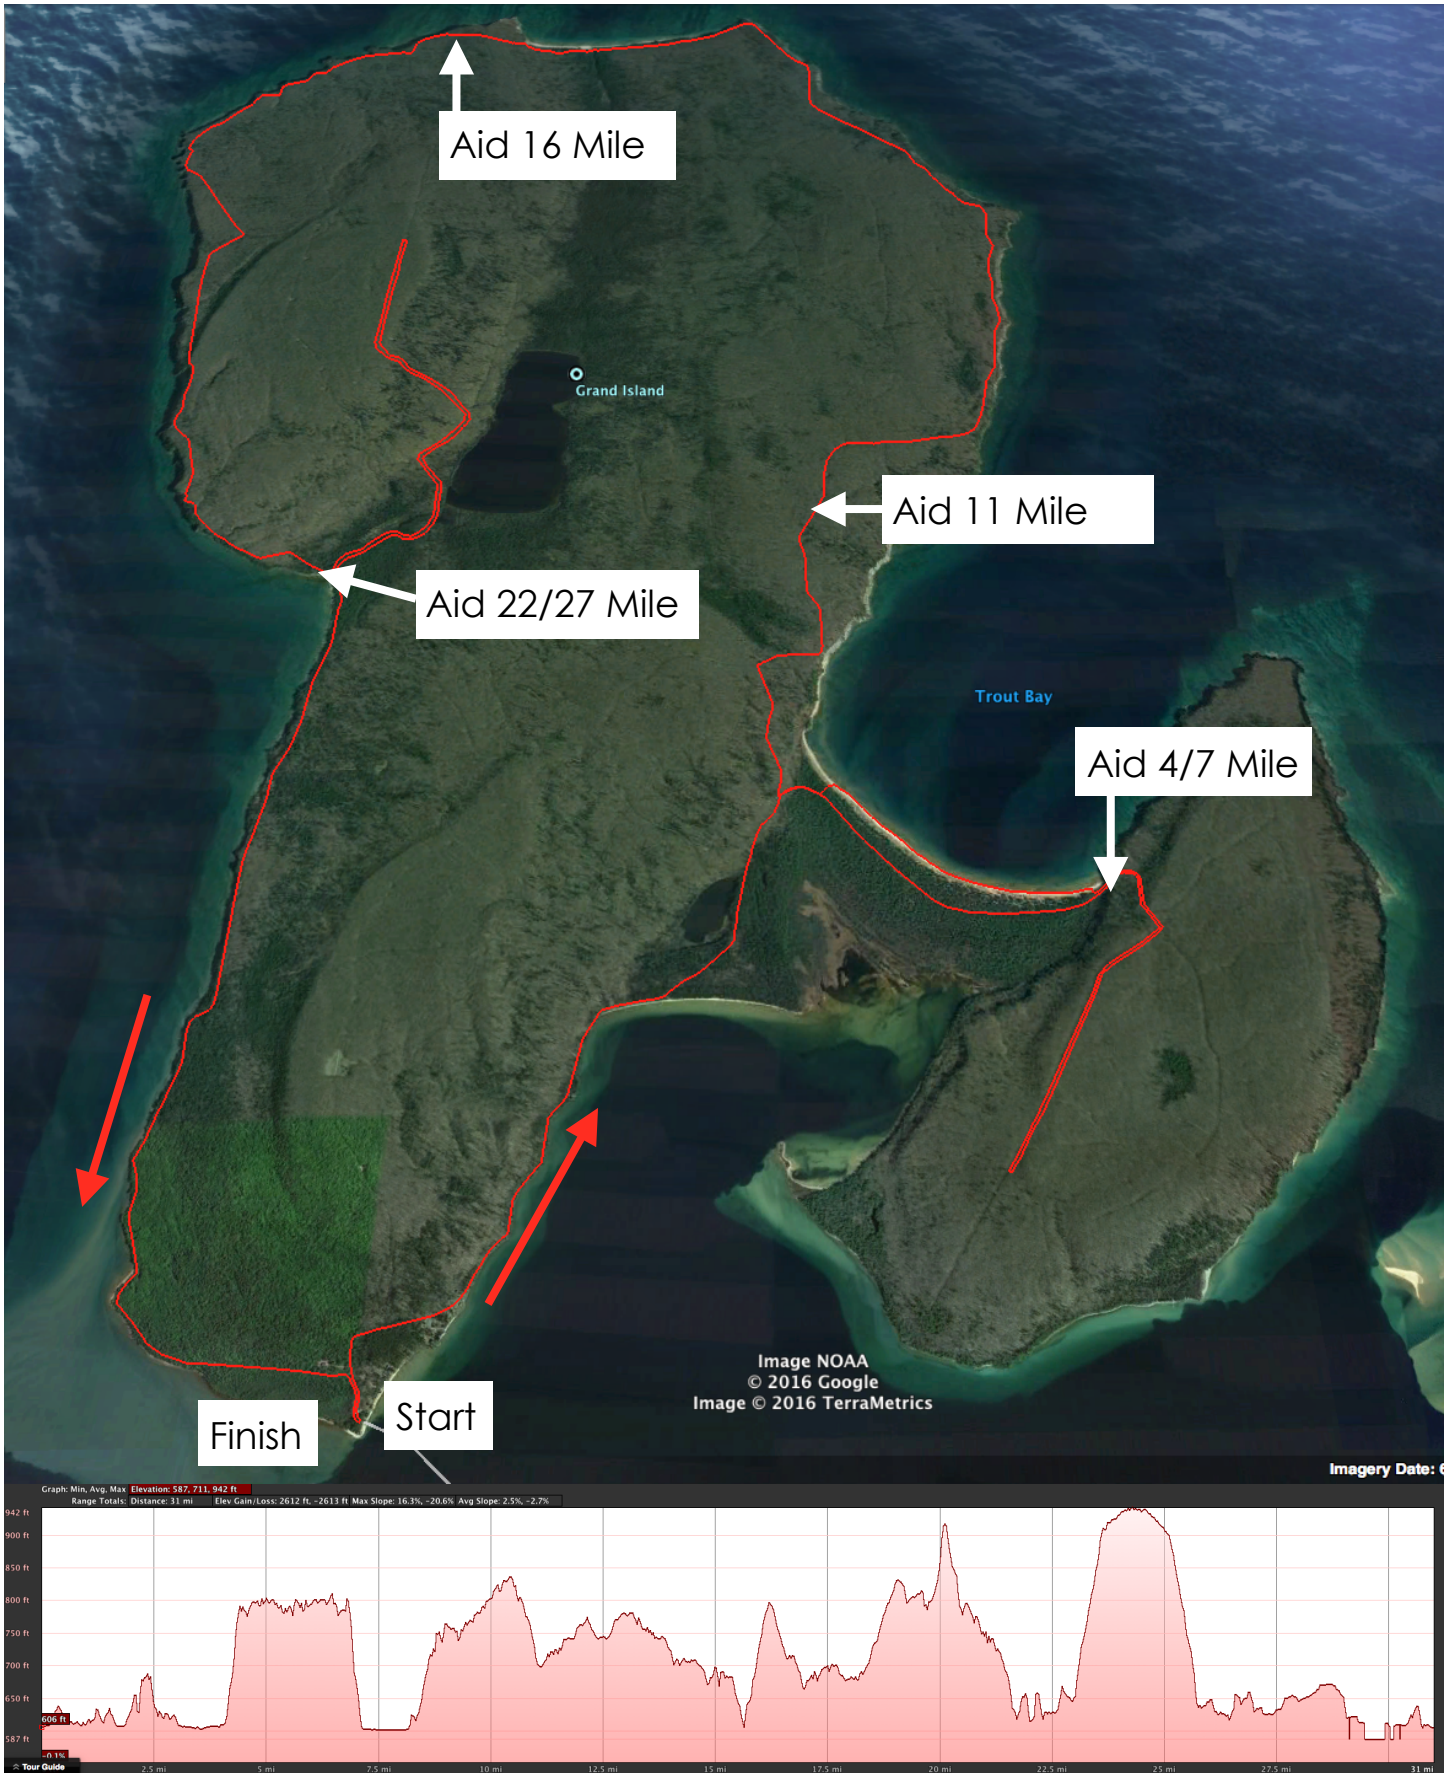 Aid 16 Mile
Grand Island
Aid 11 Mile
Aid 22/27 Mile
Trout Bay
Aid 4/7 Mile
Image NOAA
© 2016 Google
Image © 2016 TerraMetrics
Start
Finish
Imagery Date: 6
Graph: Min, Avg, Max Elevation: 587, 711, 942 ft
Range Totals: Distance: 31 mi Elev Gain/Loss: 2612 ft, -2613 ft Max Slope: 16.3%, -20.6% Avg Slope: 2.5%, -2.7%
942 ft
900 ft
850 ft
800 ft
750 ft
700 ft
650 ft
606 ft
587 ft
-0.1%
Tour Guide
2.5 mi 5 mi 7.5 mi 10 mi 12.5 mi 15 mi 17.5 mi 20 mi 22.5 mi 25 mi 27.5 mi 31 mi